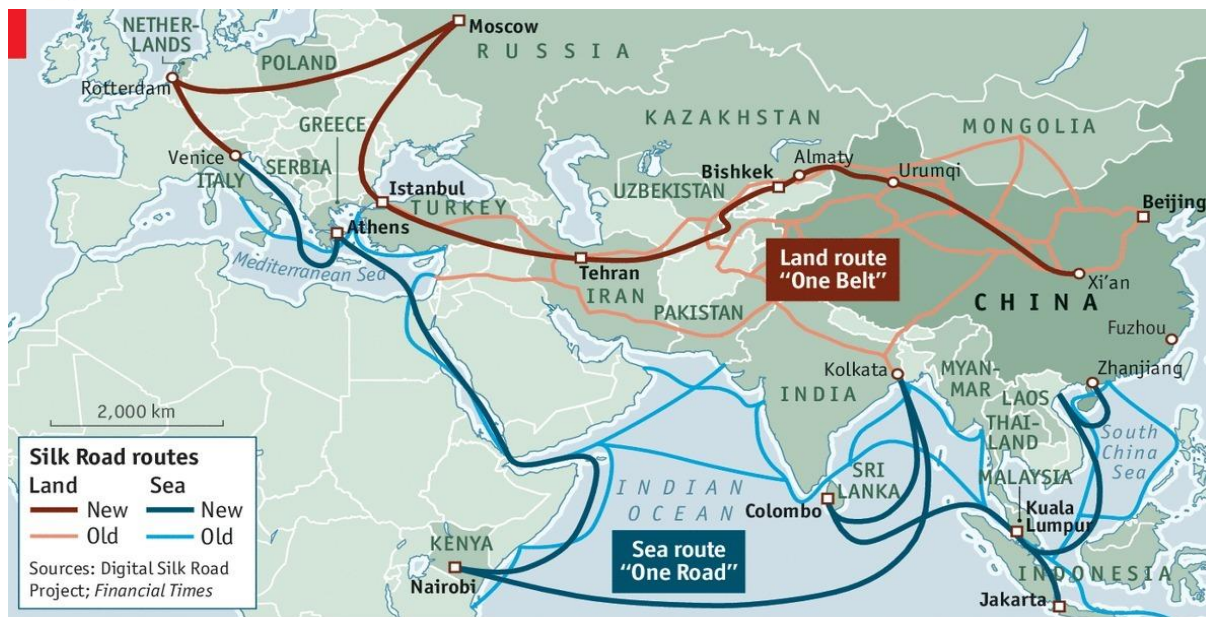 NETHER-
LANDS
Moscow
RUSSIA
POLAND
Rotterdam
GREECE
KAZAKHSTAN
MONGOLIA
Venice
ITALY
SERBIA
Bishkek
Almaty
Urumqi
Istanbul
TURKEY
UZBEKISTAN
Beijing
Athens
Mediterranean Sea
Tehran
IRAN
Land route
“One Belt”
Xi’an
CHINA
PAKISTAN
Fuzhou
Kolkata
MYAN-
MAR
Zhanjiang
INDIA
LAOS
THAI-
LAND
South
China
Sea
2,000 km
Silk Road routes
Land
Sea
New
New
Old
Old
Sources: Digital Silk Road
Project; Financial Times
SRI
LANKA
MALAYSIA
INDIAN
OCEAN
Colombo
Kuala
Lumpur
KENYA
Sea route
“One Road”
Nairobi
INDONESIA
Jakarta